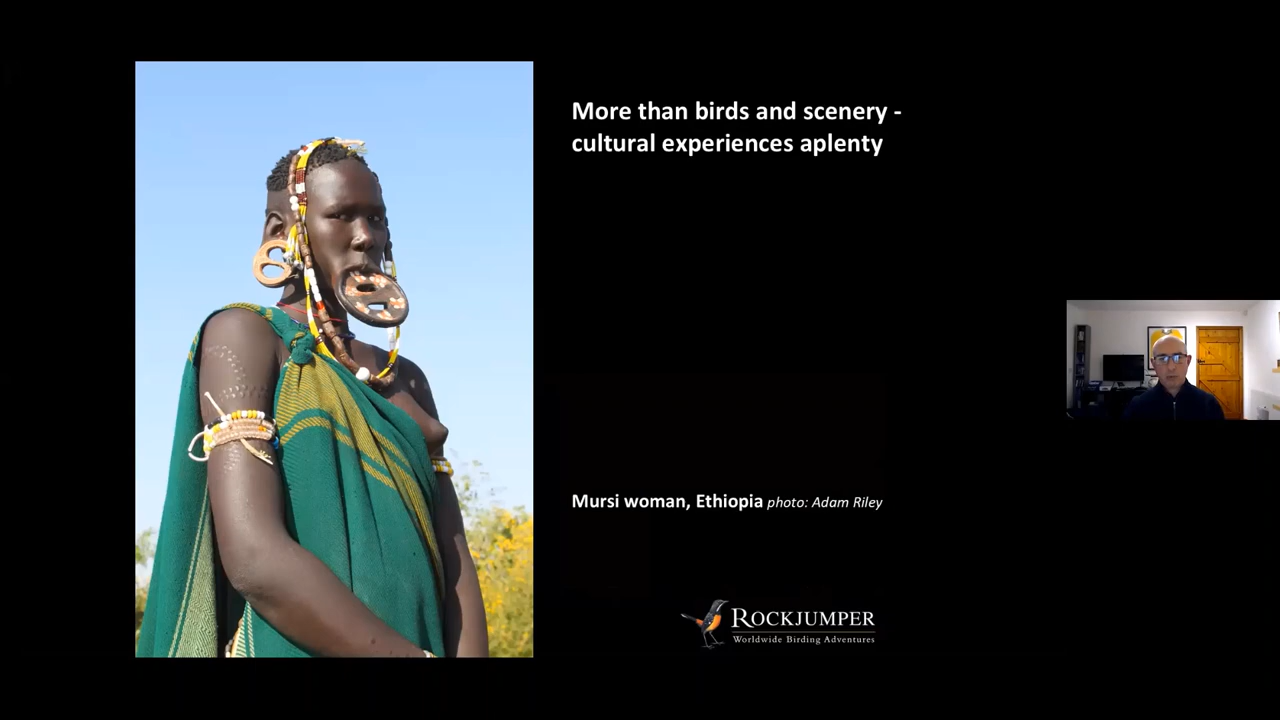 More than birds and scenery -
cultural experiences aplenty
Mursi woman, Ethiopia photo: Adam Riley
ROCKJUMPER
Worldwide Birding Adventures